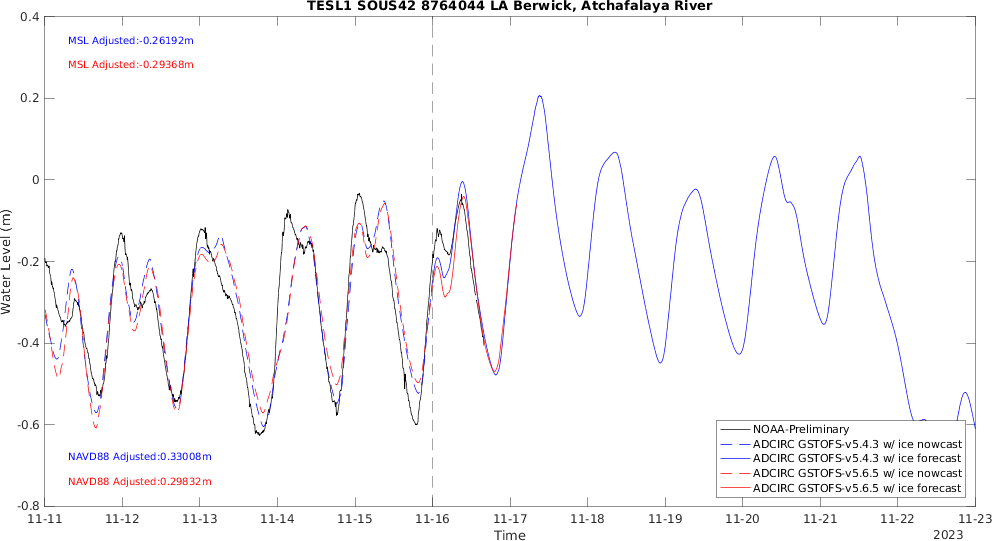 TESL1 SOUS42 8764044 LA Berwick, Atchafalaya River
0.4
MSL Adjusted:-0.26192m
MSL Adjusted:-0.29368m
0.2
0
-0.2
-0.4
-0.6
-0.8
Water Level (m)
NAVD88 Adjusted:0.33008m
NAVD88 Adjusted:0.29832m
NOAA-Preliminary
ADCIRC GSTOFS-v5.4.3 w/ ice nowcast
ADCIRC GSTOFS-v5.4.3 w/ ice forecast
ADCIRC GSTOFS-v5.6.5 w/ ice nowcast
ADCIRC GSTOFS-v5.6.5 w/ ice forecast
11-11 11-12 11-13 11-14 11-15 11-16 11-17 11-18 11-19 11-20 11-21 11-22 11-23
Time
2023